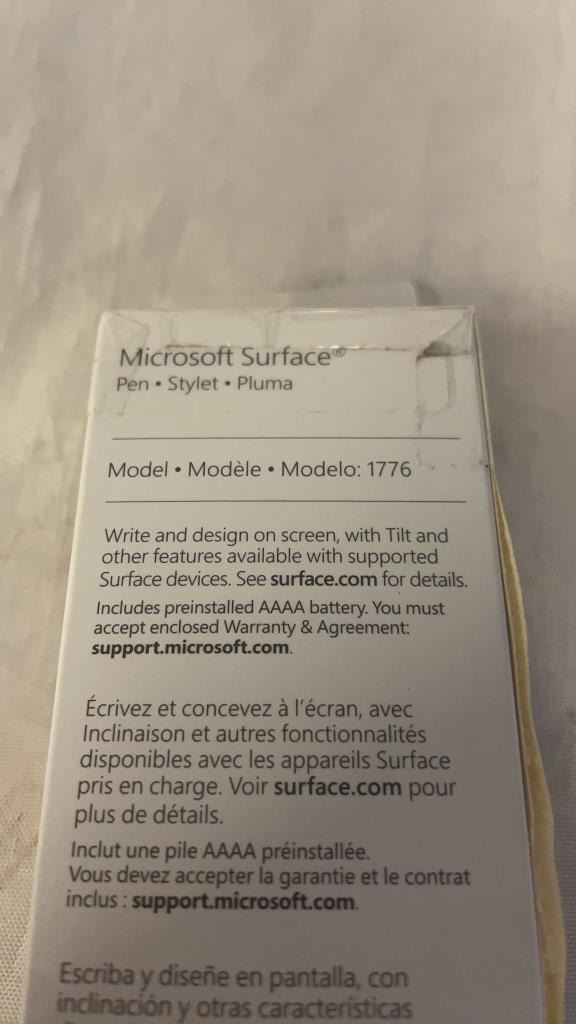 Microsoft Surface®
Pen • Stylet • Pluma
Model • Modèle • Modelo: 1776
Write and design on screen, with Tilt and
other features available with supported
Surface devices. See surface.com for details.
Includes preinstalled AAAA battery. You must
accept enclosed Warranty & Agreement:
support.microsoft.com.
Écrivez et concevez à l'écran, avec
Inclinaison et autres fonctionnalités
disponibles avec les appareils Surface
pris en charge. Voir surface.com pour
plus de détails.
Inclut une pile AAAA préinstallée.
Vous devez accepter la garantie et le contrat
inclus : support.microsoft.com.
Escriba y diseñe en pantalla, con
inclinación y otras características